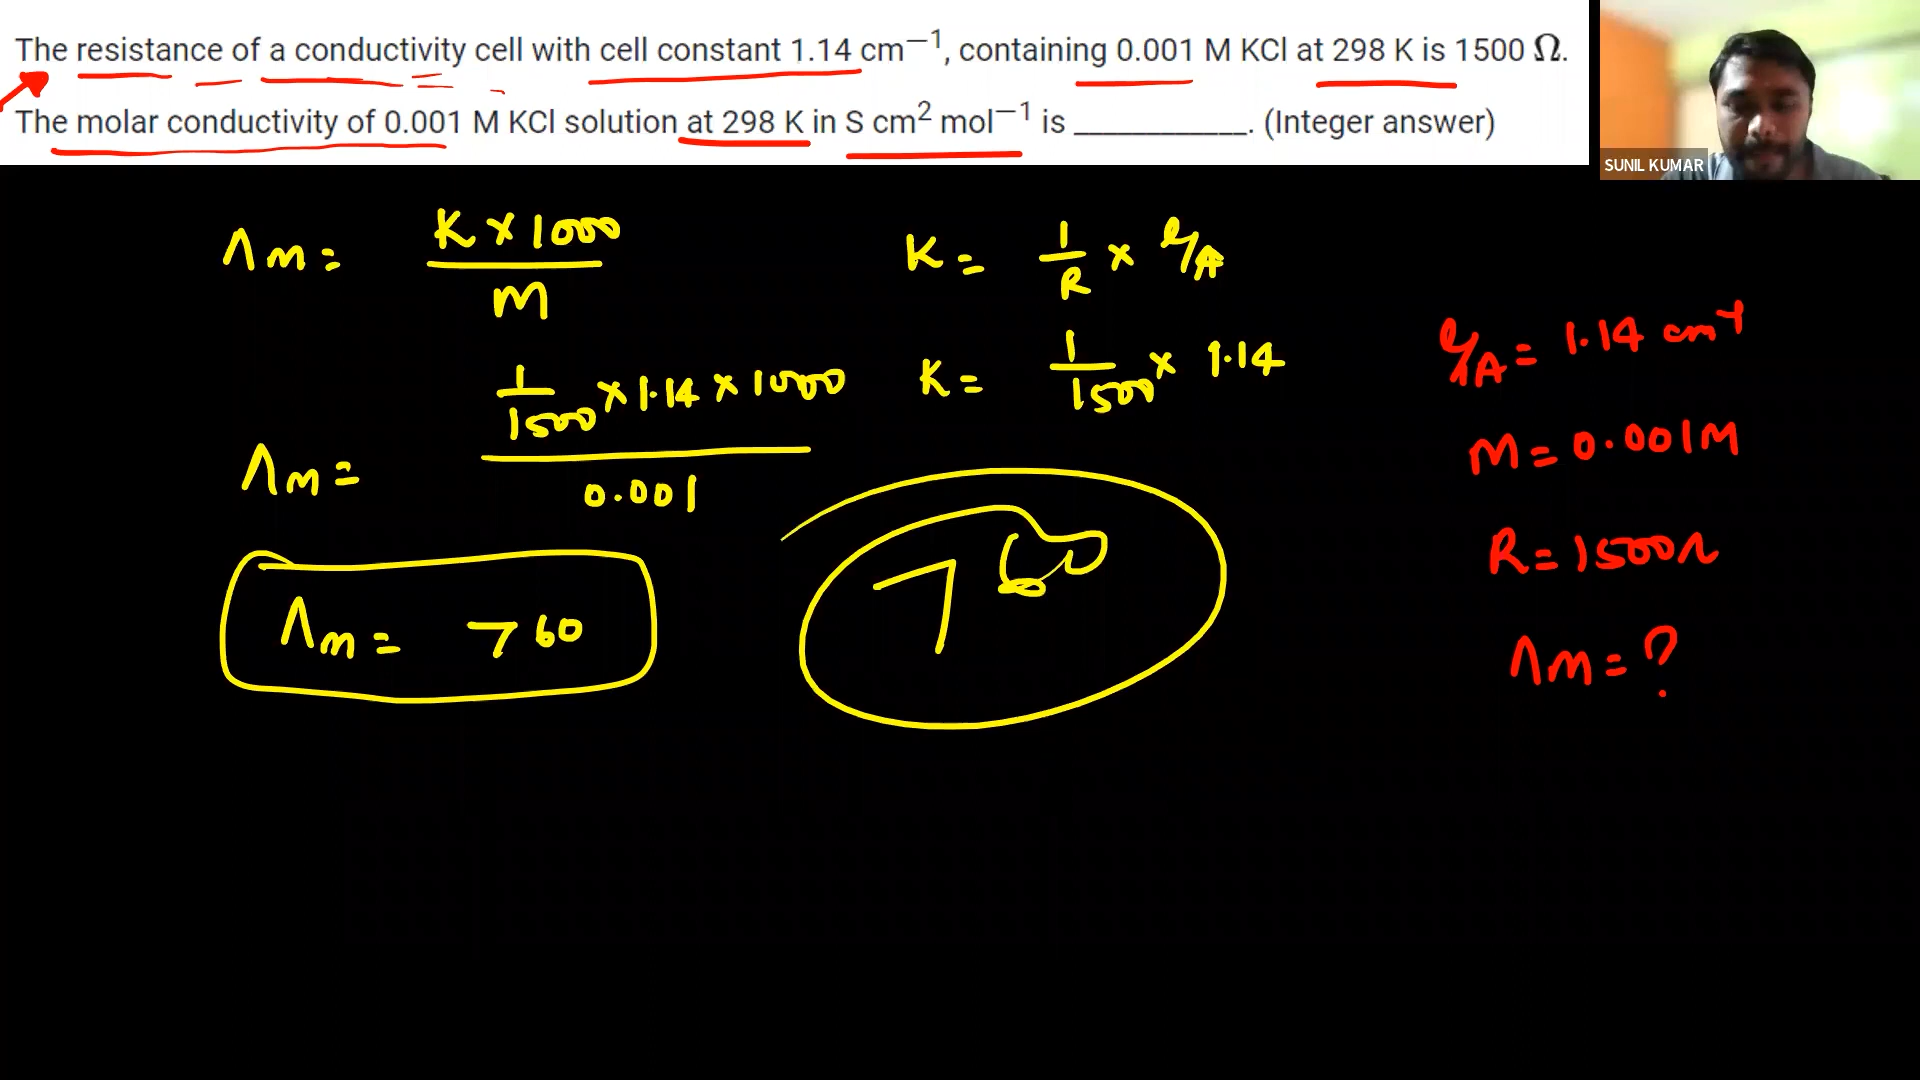 The resistance of a conductivity cell with cell constant 1.14 cm⁻¹, containing 0.001 M KCl at 298 K is 1500 Ω.
The molar conductivity of 0.001 M KCl solution at 298 K in S cm² mol⁻¹ is ____________. (Integer answer)
SUNIL KUMAR
Λm = K × 1000 / M
K = 1/R × l/A
l/A = 1.14 cm⁻¹
Λm = 1/1500 × 1.14 × 1000 / 0.001
K = 1/1500 × 1.14
M = 0.001M
R = 1500Ω
Λm = 760
760
Λm = ?